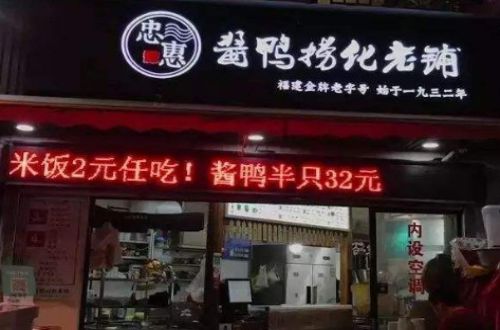 忠惠
酱鸭捞化老铺
福建金牌老字号 始于一九三二年
米饭2元任吃！酱鸭半只32元
内设空调